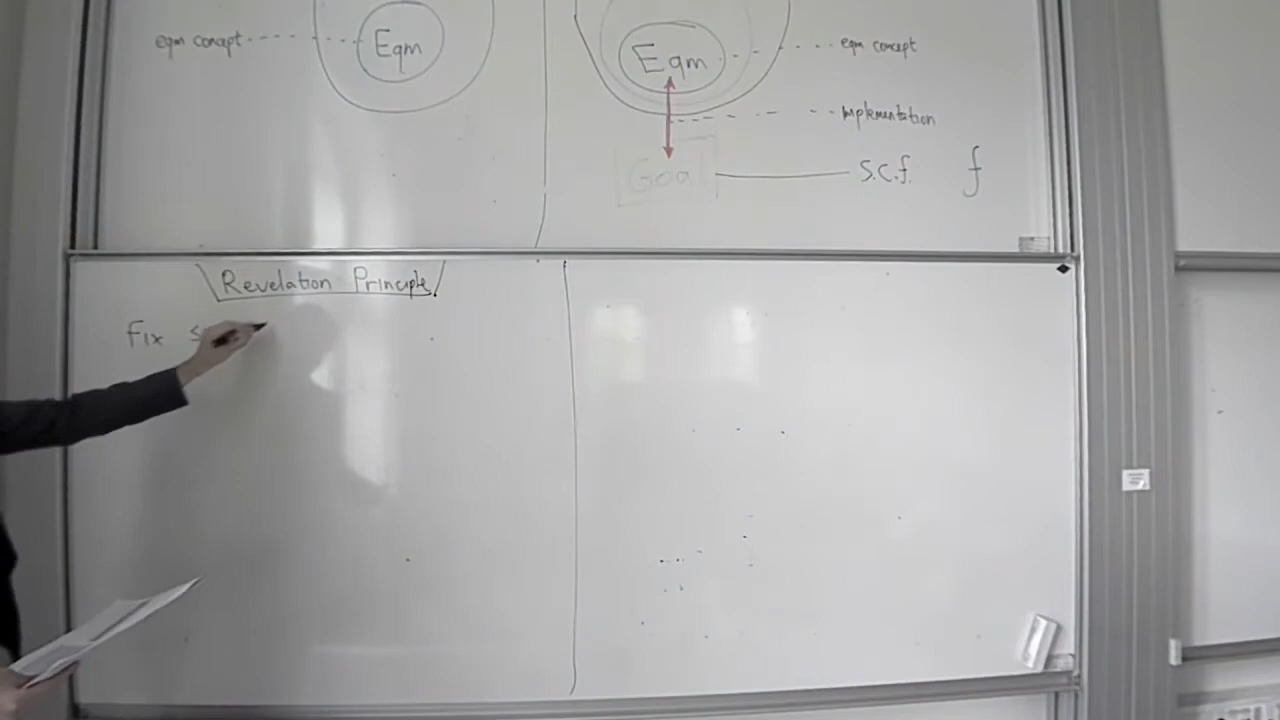 eqm concept
Eqm
Eqm
eqm concept
Implementation
Goal
s.c.f. f
Revelation Principle
Fix